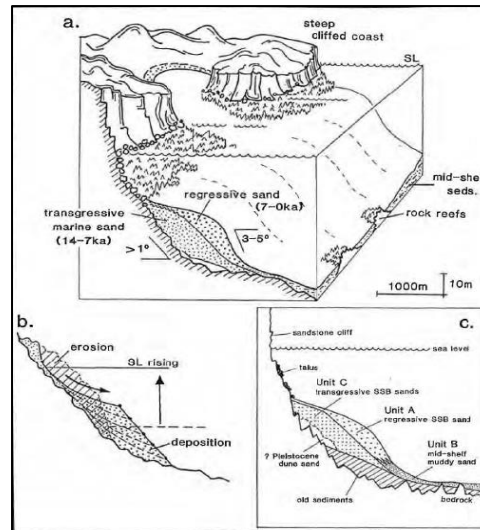 a.
steep
cliffed coast
SL
regressive sand
(7-0ka)
transgressive
marine sand
(14-7ka)
>1°
3-5°
mid-she
seds.
rock reefs
1000m
10m
b.
erosion
SL rising
deposition
c.
sandstone cliff
sea level
talus
Unit C
transgressive SSB sands
Unit A
regressive SSB sand
Unit B
mid-shelf
muddy sand
? Pleistocene
dune sand
old sediments
bedrock